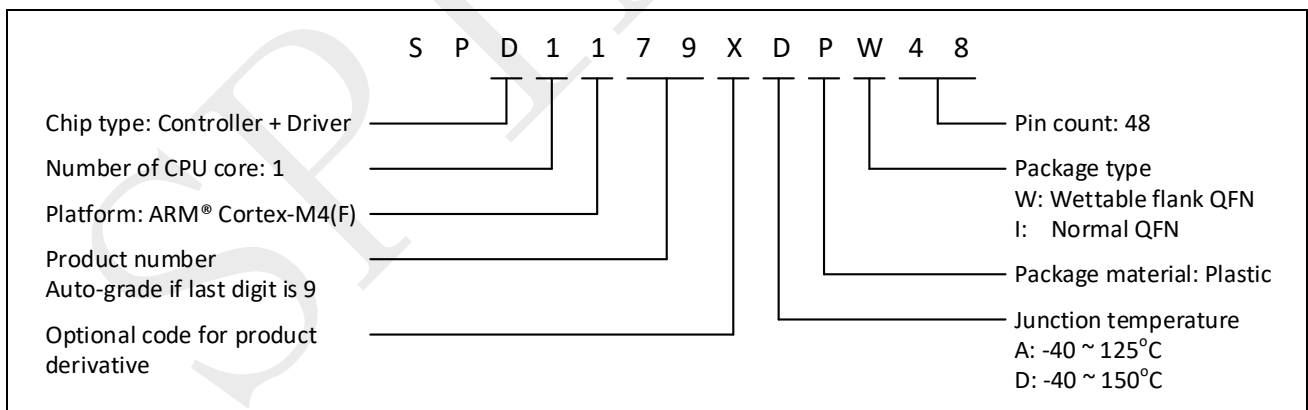 S P D 1 1 7 9 X D P W 4 8
Chip type: Controller + Driver
Number of CPU core: 1
Platform: ARM® Cortex-M4(F)
Product number
Auto-grade if last digit is 9
Optional code for product
derivative
Pin count: 48
Package type
W: Wettable flank QFN
I: Normal QFN
Package material: Plastic
Junction temperature
A: -40 ~ 125°C
D: -40 ~ 150°C